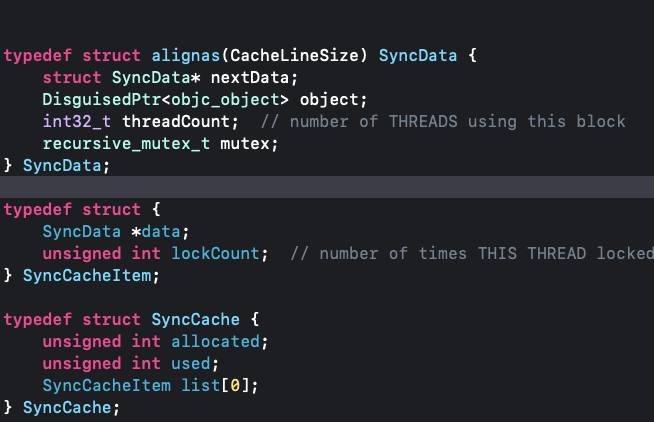 typedef struct alignas(CacheLineSize) SyncData {
    struct SyncData* nextData;
    DisguisedPtr<objc_object> object;
    int32_t threadCount;  // number of THREADS using this block
    recursive_mutex_t mutex;
} SyncData;
typedef struct {
    SyncData *data;
    unsigned int lockCount;  // number of times THIS THREAD locked
} SyncCacheItem;
typedef struct SyncCache {
    unsigned int allocated;
    unsigned int used;
    SyncCacheItem list[0];
} SyncCache;